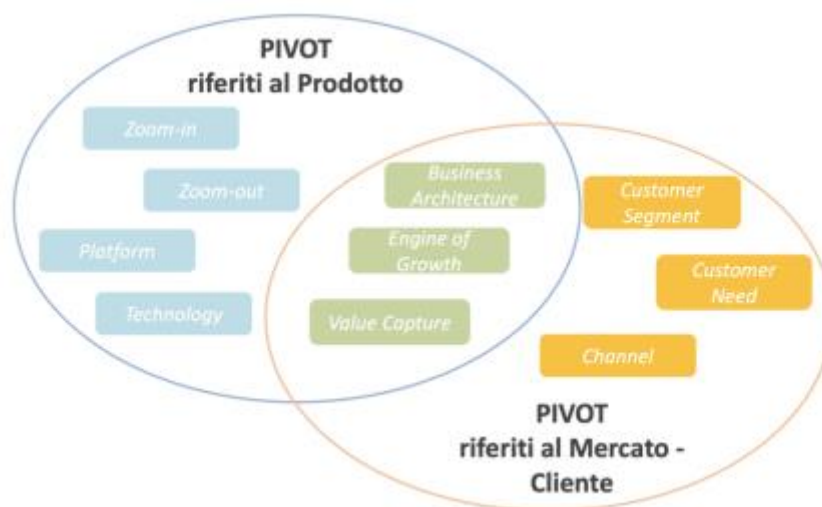 PIVOT
riferiti al Prodotto
Zoom-in
Zoom-out
Platform
Technology
Business
Architecture
Engine of
Growth
Value Capture
Customer
Segment
Customer
Need
Channel
PIVOT
riferiti al Mercato -
Cliente